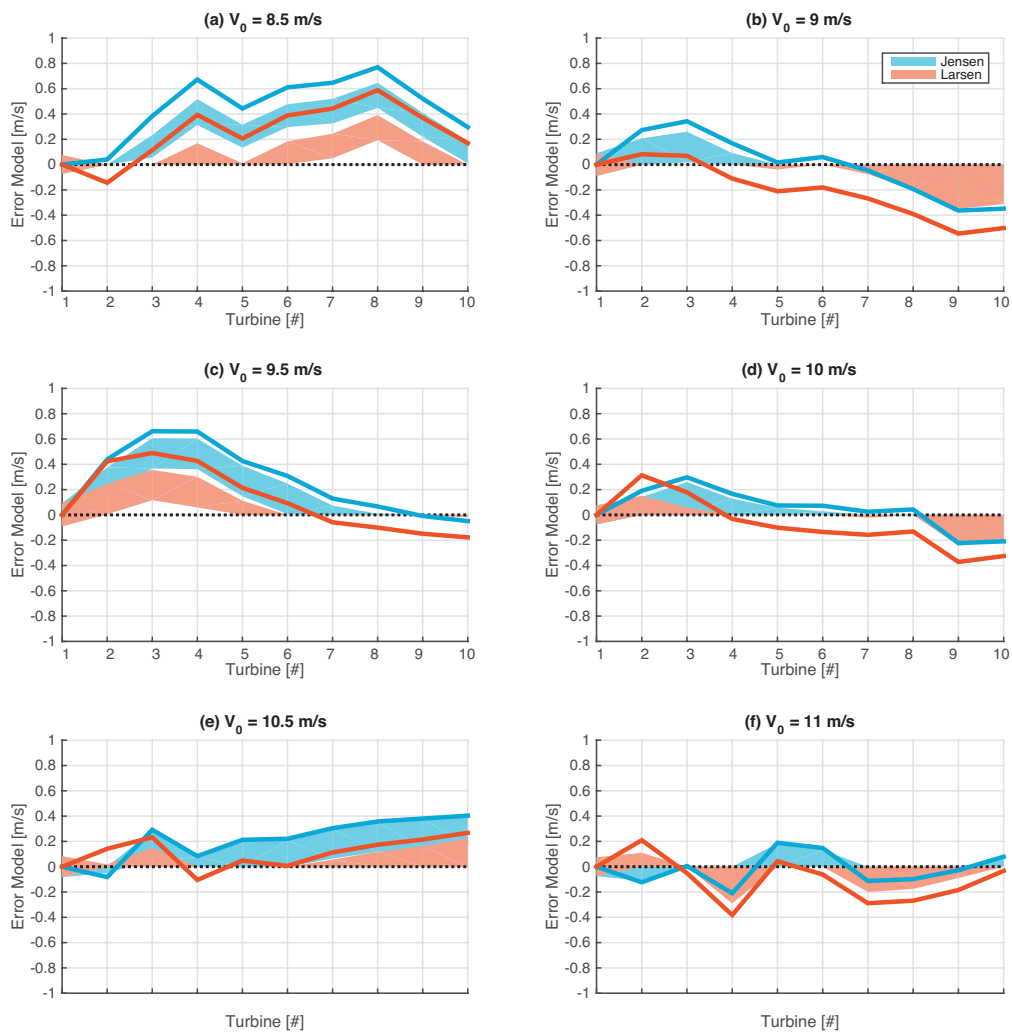 (a) V0 = 8.5 m/s
1
0.8
0.6
0.4
0.2
0
-0.2
-0.4
-0.6
-0.8
-1
Error Model [m/s]
1 2 3 4 5 6 7 8 9 10
Turbine [#]
(b) V0 = 9 m/s
Jensen
Larsen
1
0.8
0.6
0.4
0.2
0
-0.2
-0.4
-0.6
-0.8
-1
Error Model [m/s]
1 2 3 4 5 6 7 8 9 10
Turbine [#]
(c) V0 = 9.5 m/s
1
0.8
0.6
0.4
0.2
0
-0.2
-0.4
-0.6
-0.8
-1
Error Model [m/s]
1 2 3 4 5 6 7 8 9 10
Turbine [#]
(d) V0 = 10 m/s
1
0.8
0.6
0.4
0.2
0
-0.2
-0.4
-0.6
-0.8
-1
Error Model [m/s]
1 2 3 4 5 6 7 8 9 10
Turbine [#]
(e) V0 = 10.5 m/s
1
0.8
0.6
0.4
0.2
0
-0.2
-0.4
-0.6
-0.8
-1
Error Model [m/s]
Turbine [#]
(f) V0 = 11 m/s
1
0.8
0.6
0.4
0.2
0
-0.2
-0.4
-0.6
-0.8
-1
Error Model [m/s]
Turbine [#]